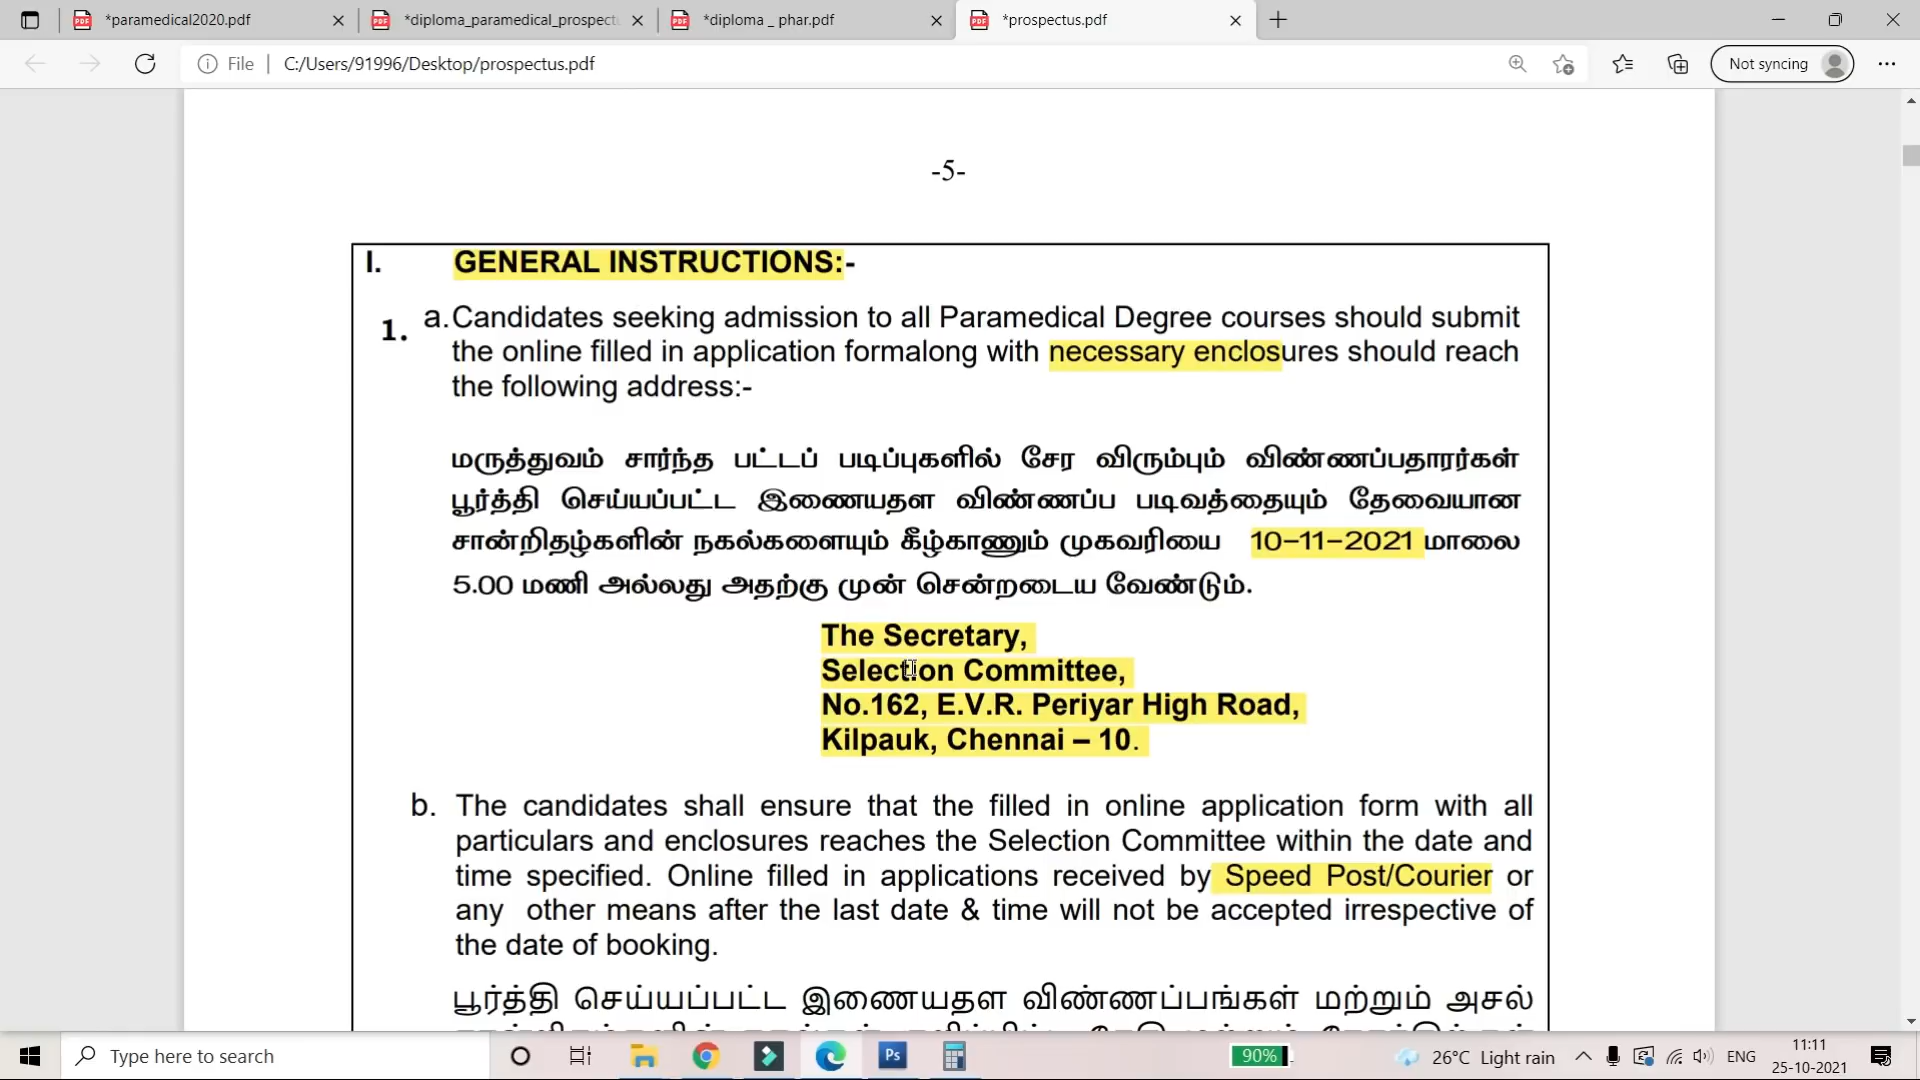 *paramedical2020.pdf
*diploma_paramedical_prospect
*diploma _ phar.pdf
*prospectus.pdf
File
C:/Users/91996/Desktop/prospectus.pdf
Not syncing
-5-
I. GENERAL INSTRUCTIONS:-
1. a. Candidates seeking admission to all Paramedical Degree courses should submit
the online filled in application formalong with necessary enclosures should reach
the following address:-
மருத்துவம் சார்ந்த பட்டப் படிப்புகளில் சேர விரும்பும் விண்ணப்பதாரர்கள்
பூர்த்தி செய்யப்பட்ட இணையதள விண்ணப்ப படிவத்தையும் தேவையான
சான்றிதழ்களின் நகல்களையும் கீழ்காணும் முகவரியை 10-11-2021 மாலை
5.00 மணி அல்லது அதற்கு முன் சென்றடைய வேண்டும்.
The Secretary,
Selection Committee,
No.162, E.V.R. Periyar High Road,
Kilpauk, Chennai – 10.
b. The candidates shall ensure that the filled in online application form with all
particulars and enclosures reaches the Selection Committee within the date and
time specified. Online filled in applications received by Speed Post/Courier or
any other means after the last date & time will not be accepted irrespective of
the date of booking.
பூர்த்தி செய்யப்பட்ட இணையதள விண்ணப்பங்கள் மற்றும் அசல்
Type here to search
Ps
90%
26°C Light rain
ENG
11:11
25-10-2021